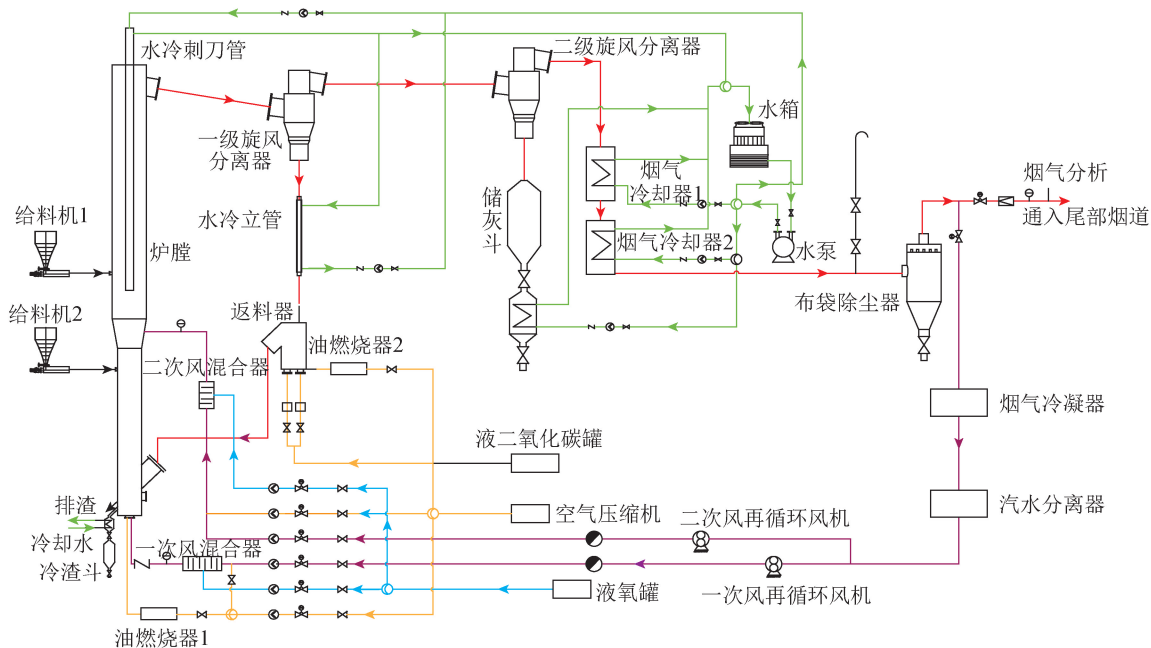 水冷刺刀管
二级旋风分离器
水箱
一级旋风
分离器
烟气
冷却器1
烟气分析
储
灰
斗
给料机1
水冷立管
通入尾部烟道
炉膛
烟气冷却器2
水泵
布袋除尘器
返料器
给料机2
油燃烧器2
二次风混合器
烟气冷凝器
液二氧化碳罐
排渣
空气压缩机
二次风再循环风机
汽水分离器
冷却水
一次风混合器
冷渣斗
液氧罐
一次风再循环风机
油燃烧器1